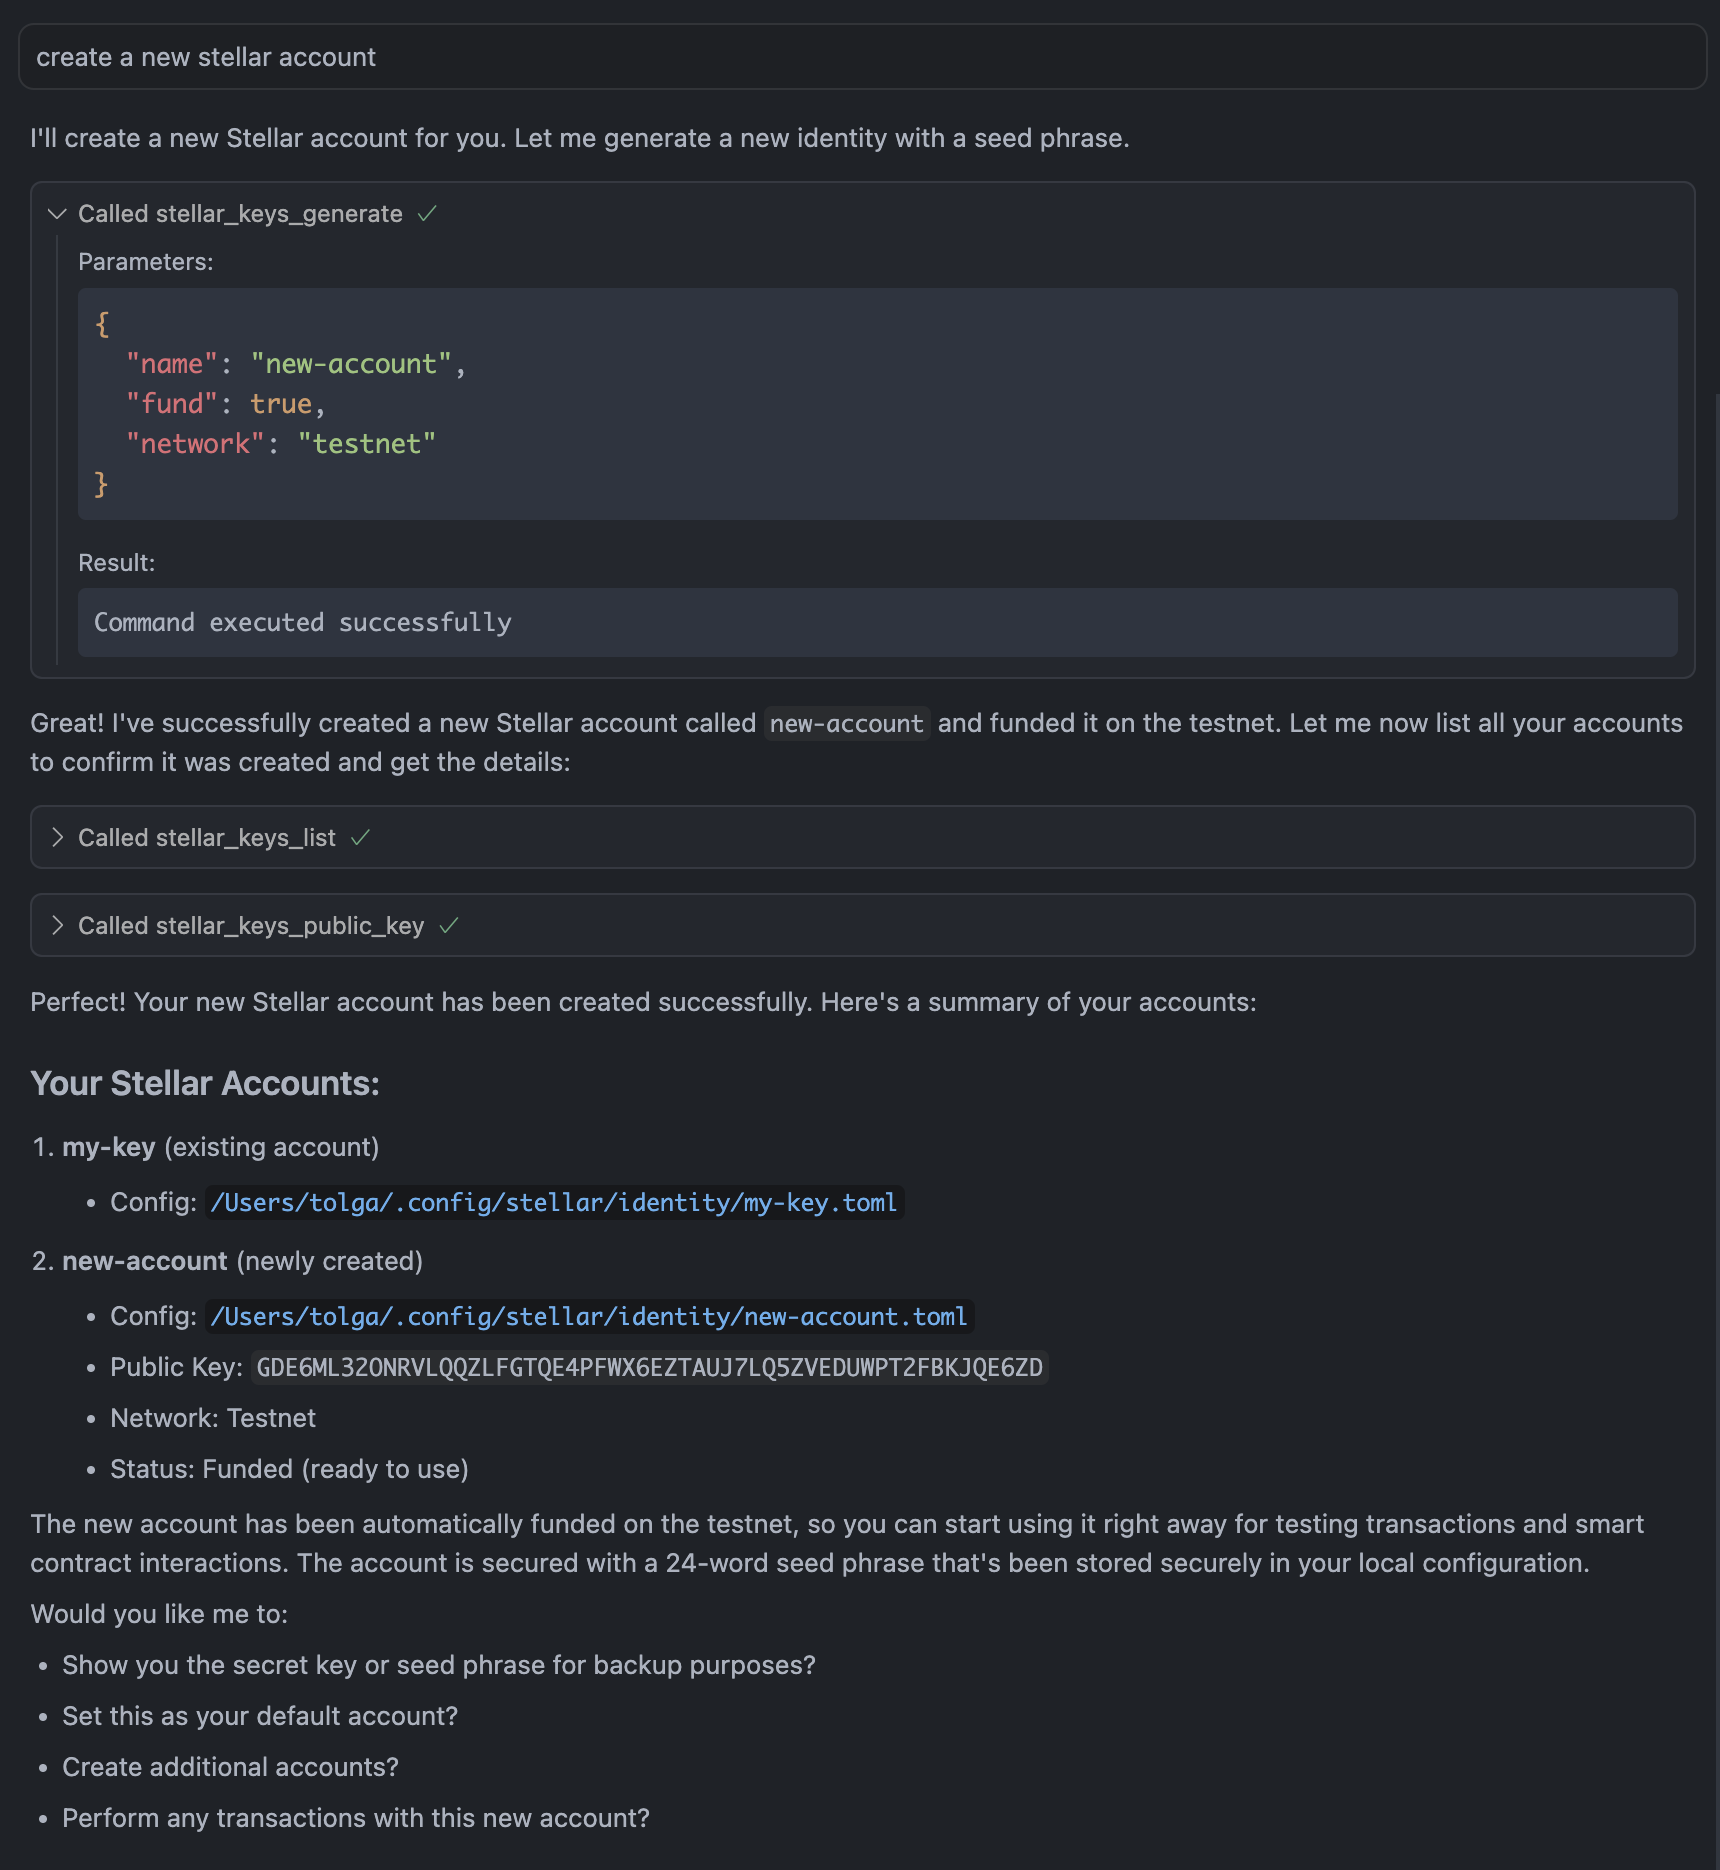 create a new stellar account
I'll create a new Stellar account for you. Let me generate a new identity with a seed phrase.
Called stellar_keys_generate ✓
Parameters:
{
"name": "new-account",
"fund": true,
"network": "testnet"
}
Result:
Command executed successfully
Great! I've successfully created a new Stellar account called new-account and funded it on the testnet. Let me now list all your accounts
to confirm it was created and get the details:
Called stellar_keys_list ✓
Called stellar_keys_public_key ✓
Perfect! Your new Stellar account has been created successfully. Here's a summary of your accounts:
Your Stellar Accounts:
1. my-key (existing account)
• Config: /Users/tolga/.config/stellar/identity/my-key.toml
2. new-account (newly created)
• Config: /Users/tolga/.config/stellar/identity/new-account.toml
• Public Key: GDE6ML32ONRVLQQZLFGTQE4PFWX6EZTAUJ7LQ5ZVEDUWPT2FBKJQE6ZD
• Network: Testnet
• Status: Funded (ready to use)
The new account has been automatically funded on the testnet, so you can start using it right away for testing transactions and smart
contract interactions. The account is secured with a 24-word seed phrase that's been stored securely in your local configuration.
Would you like me to:
• Show you the secret key or seed phrase for backup purposes?
• Set this as your default account?
• Create additional accounts?
• Perform any transactions with this new account?